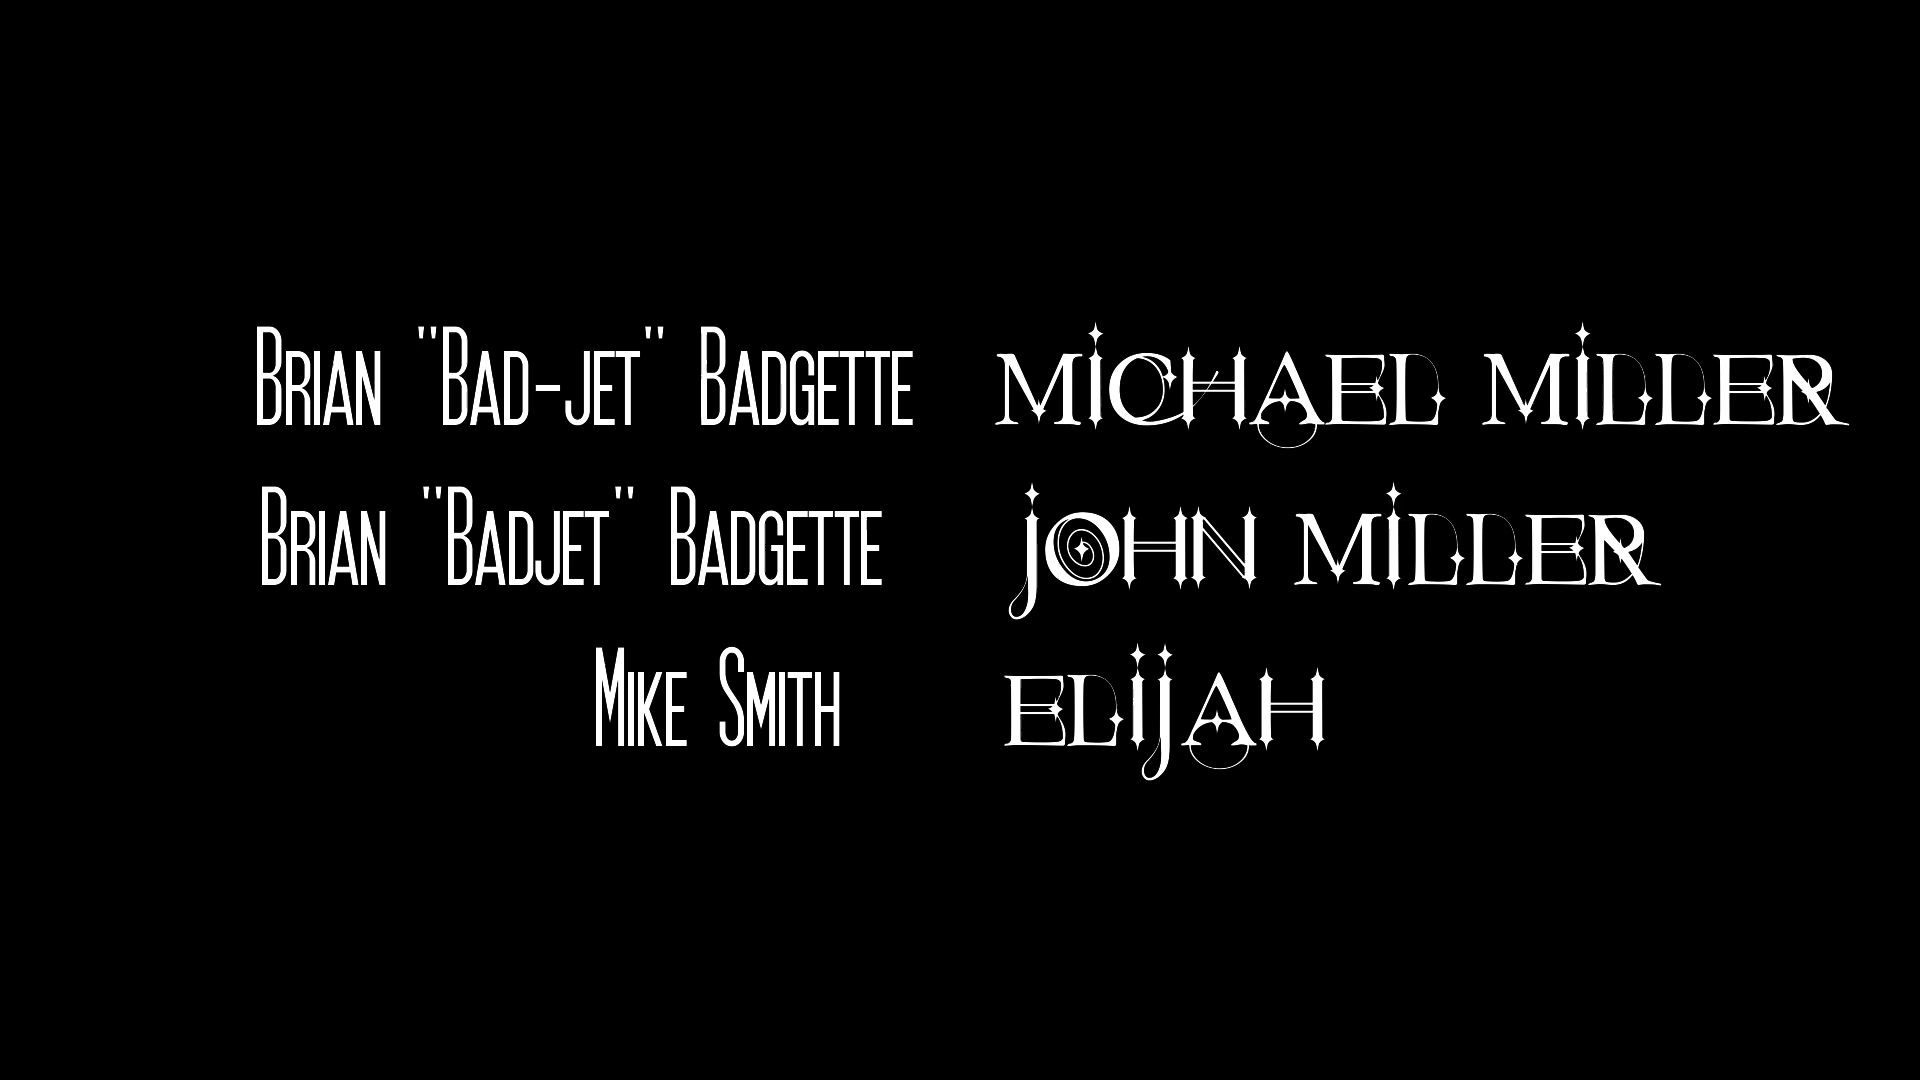 Brian "Bad-jet" Badgette Michael Miller
Brian "Badjet" Badgette John Miller
Mike Smith Elijah